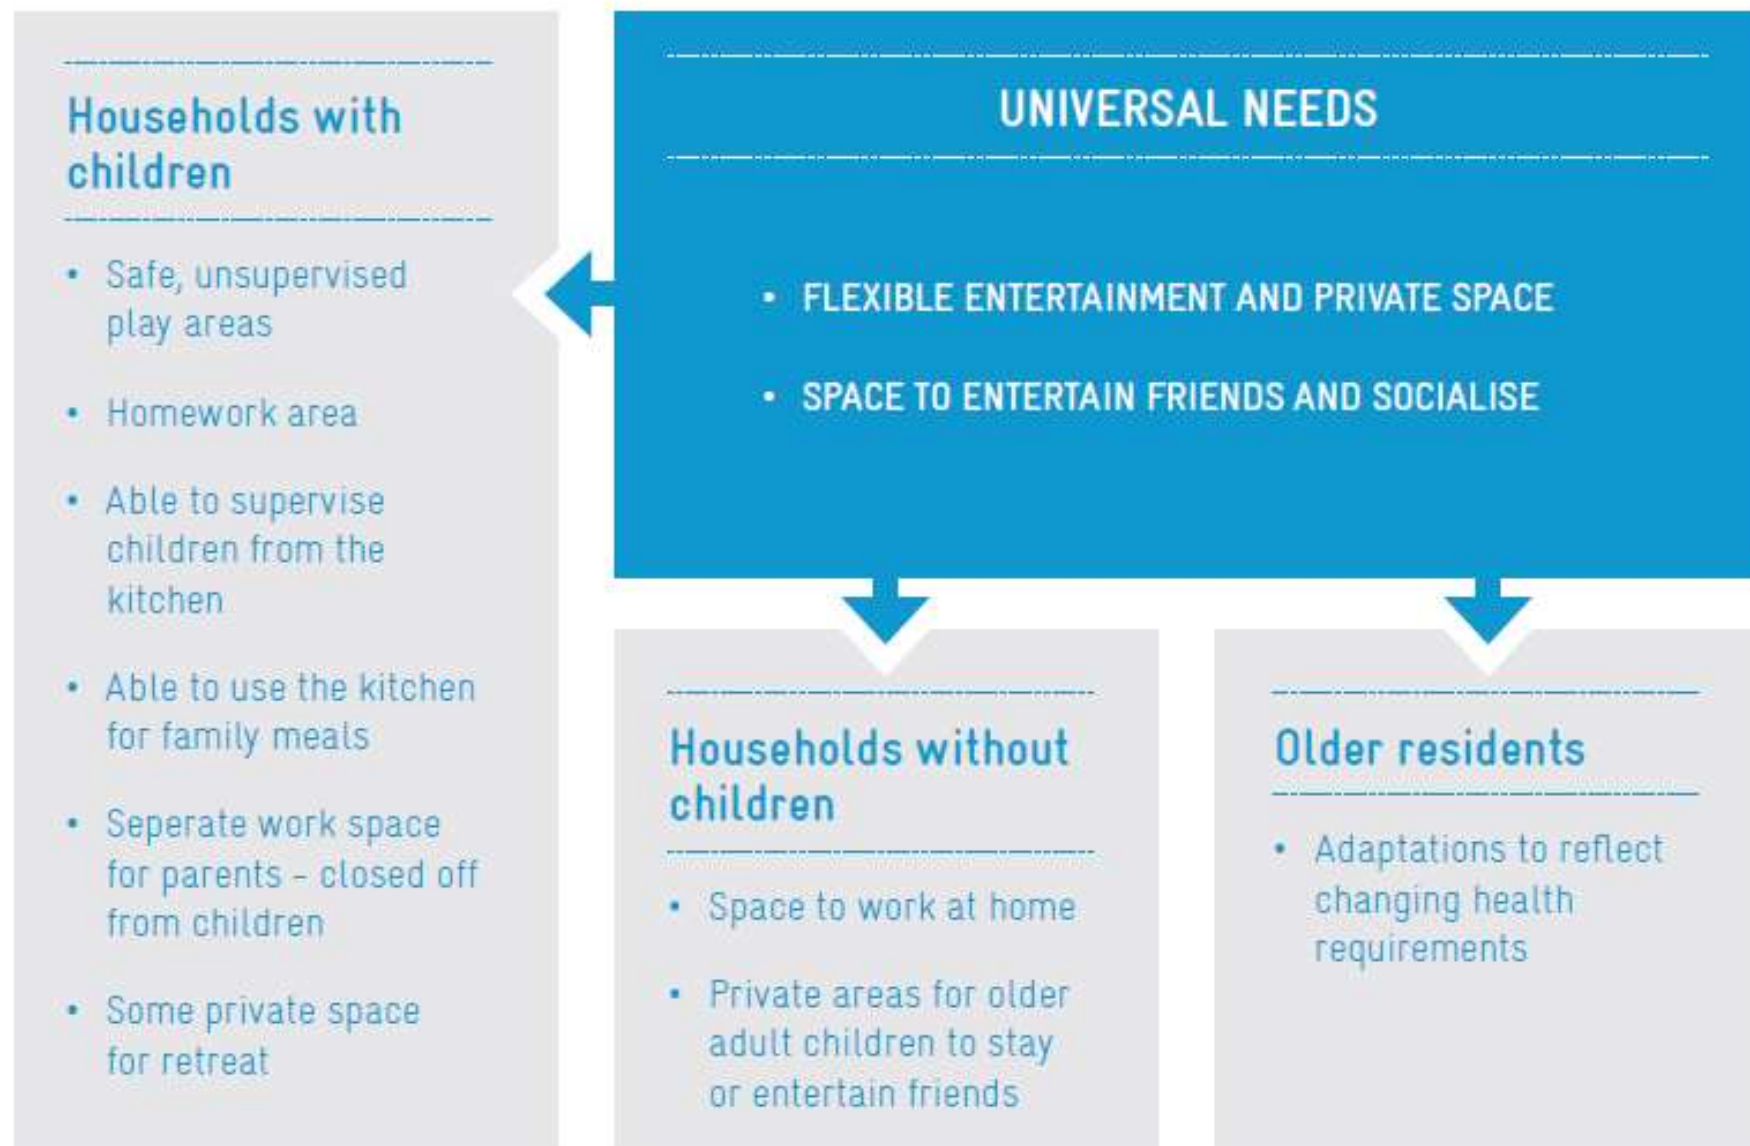 Households with
children
• Safe, unsupervised
play areas
• Homework area
• Able to supervise
children from the
kitchen
• Able to use the kitchen
for family meals
• Seperate work space
for parents - closed off
from children
• Some private space
for retreat
UNIVERSAL NEEDS
• FLEXIBLE ENTERTAINMENT AND PRIVATE SPACE
• SPACE TO ENTERTAIN FRIENDS AND SOCIALISE
Households without
children
• Space to work at home
• Private areas for older
adult children to stay
or entertain friends
Older residents
• Adaptations to reflect
changing health
requirements